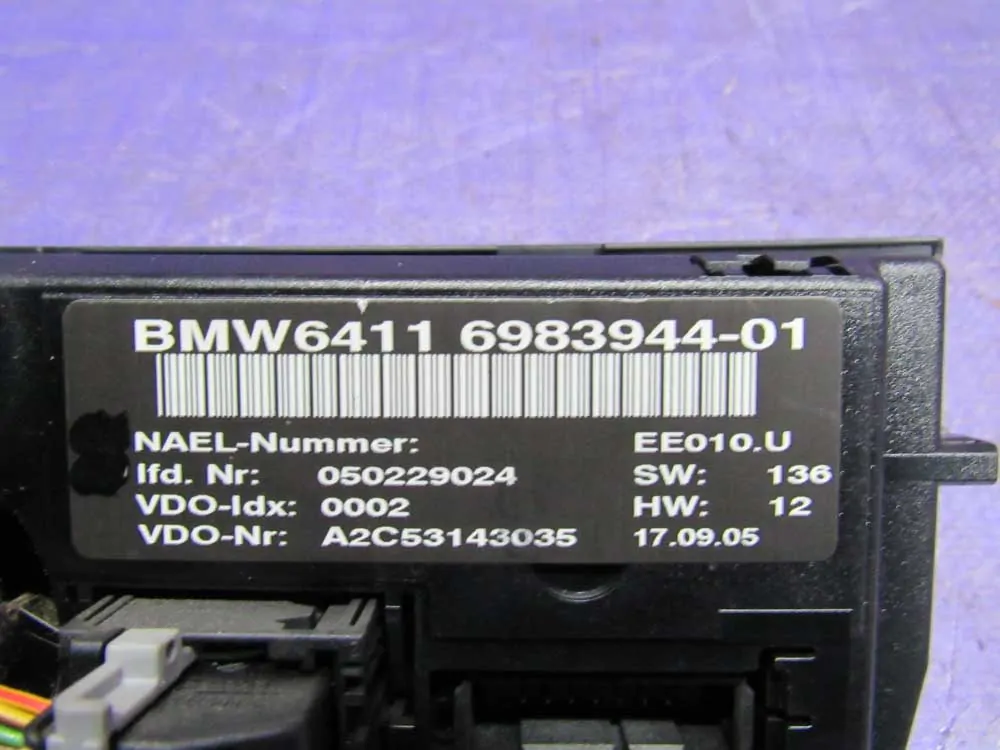 BMW6411 6983944-01
NAEL-Nummer: EE010.U
lfd. Nr: 050229024 SW: 136
VDO-Idx: 0002 HW: 12
VDO-Nr: A2C53143035 17.09.05